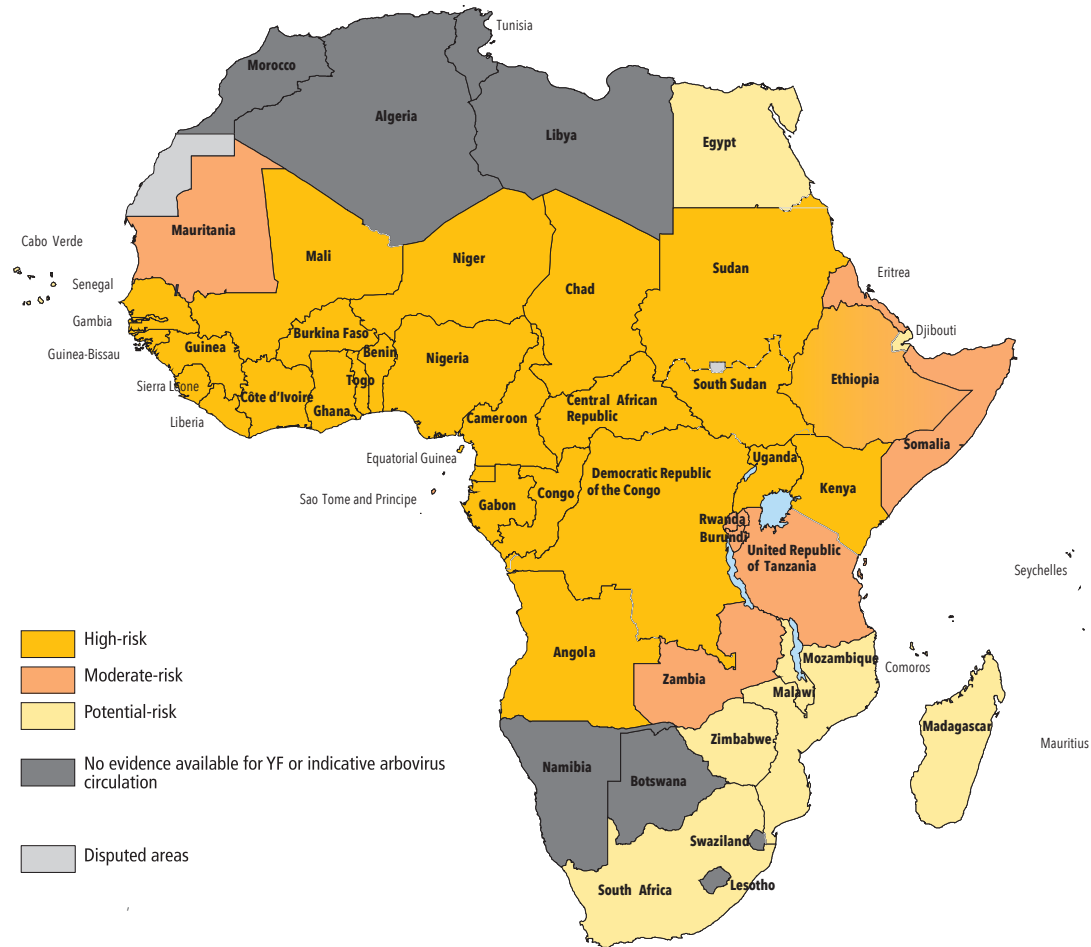 Tunisia
Morocco
Algeria
Libya
Egypt
Mauritania
Cabo Verde
Mali
Niger
Chad
Sudan
Eritrea
Senegal
Gambia
Guinea-Bissau
Guinea
Burkina Faso
Benin
Nigeria
Djibouti
Ethiopia
Sierra Leone
Côte d'Ivoire
Ghana
Togo
Liberia
Cameroon
Central African
Republic
South Sudan
Somalia
Equatorial Guinea
Sao Tome and Principe
Gabon
Congo
Democratic Republic
of the Congo
Uganda
Kenya
Rwanda
Burundi
United Republic
of Tanzania
Seychelles
High-risk
Moderate-risk
Potential-risk
No evidence available for YF or indicative arbovirus
circulation
Disputed areas
Angola
Zambia
Malawi
Mozambique
Comoros
Madagascar
Mauritius
Zimbabwe
Namibia
Botswana
Swaziland
South Africa
Lesotho